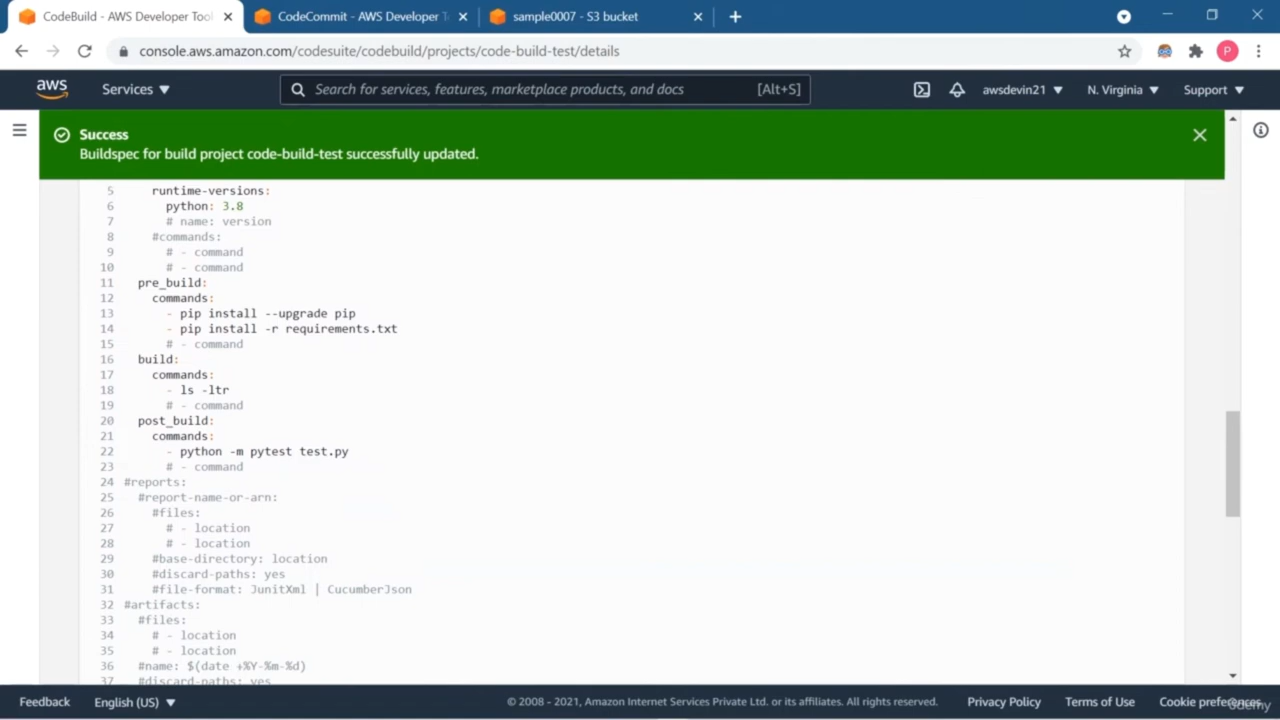 CodeBuild - AWS Developer Tool
CodeCommit - AWS Developer T
sample0007 - S3 bucket
console.aws.amazon.com/codesuite/codebuild/projects/code-build-test/details
P
aws
Services
Search for services, features, marketplace products, and docs
[Alt+S]
awsdevin21
N. Virginia
Support
Success
Buildspec for build project code-build-test successfully updated.
5 runtime-versions:
6 python: 3.8
7 # name: version
8 #commands:
9 # - command
10 # - command
11 pre_build:
12 commands:
13 - pip install --upgrade pip
14 - pip install -r requirements.txt
15 # - command
16 build:
17 commands:
18 - ls -ltr
19 # - command
20 post_build:
21 commands:
22 - python -m pytest test.py
23 # - command
24 #reports:
25 #report-name-or-arn:
26 #files:
27 # - location
28 # - location
29 #base-directory: location
30 #discard-paths: yes
31 #file-format: JunitXml | CucumberJson
32 #artifacts:
33 #files:
34 # - location
35 # - location
36 #name: $(date +%Y-%m-%d)
37 #discard-paths: yes
Feedback
English (US)
© 2008 - 2021, Amazon Internet Services Private Ltd. or its affiliates. All rights reserved.
Privacy Policy
Terms of Use
Cookie preferences
Udemy